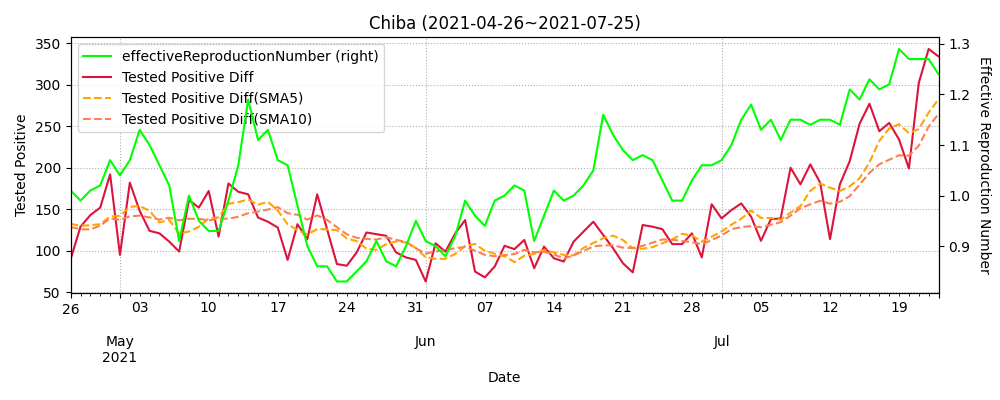 Chiba (2021-04-26~2021-07-25)
effectiveReproductionNumber (right)
Tested Positive Diff
Tested Positive Diff(SMA5)
Tested Positive Diff(SMA10)
Tested Positive
350
300
250
200
150
100
50
1.3
1.2
1.1
1.0
0.9
Effective Reproduction Number
26 03 10 17 24 31 07 14 21 28 05 12 19
May Jun Jul
2021
Date